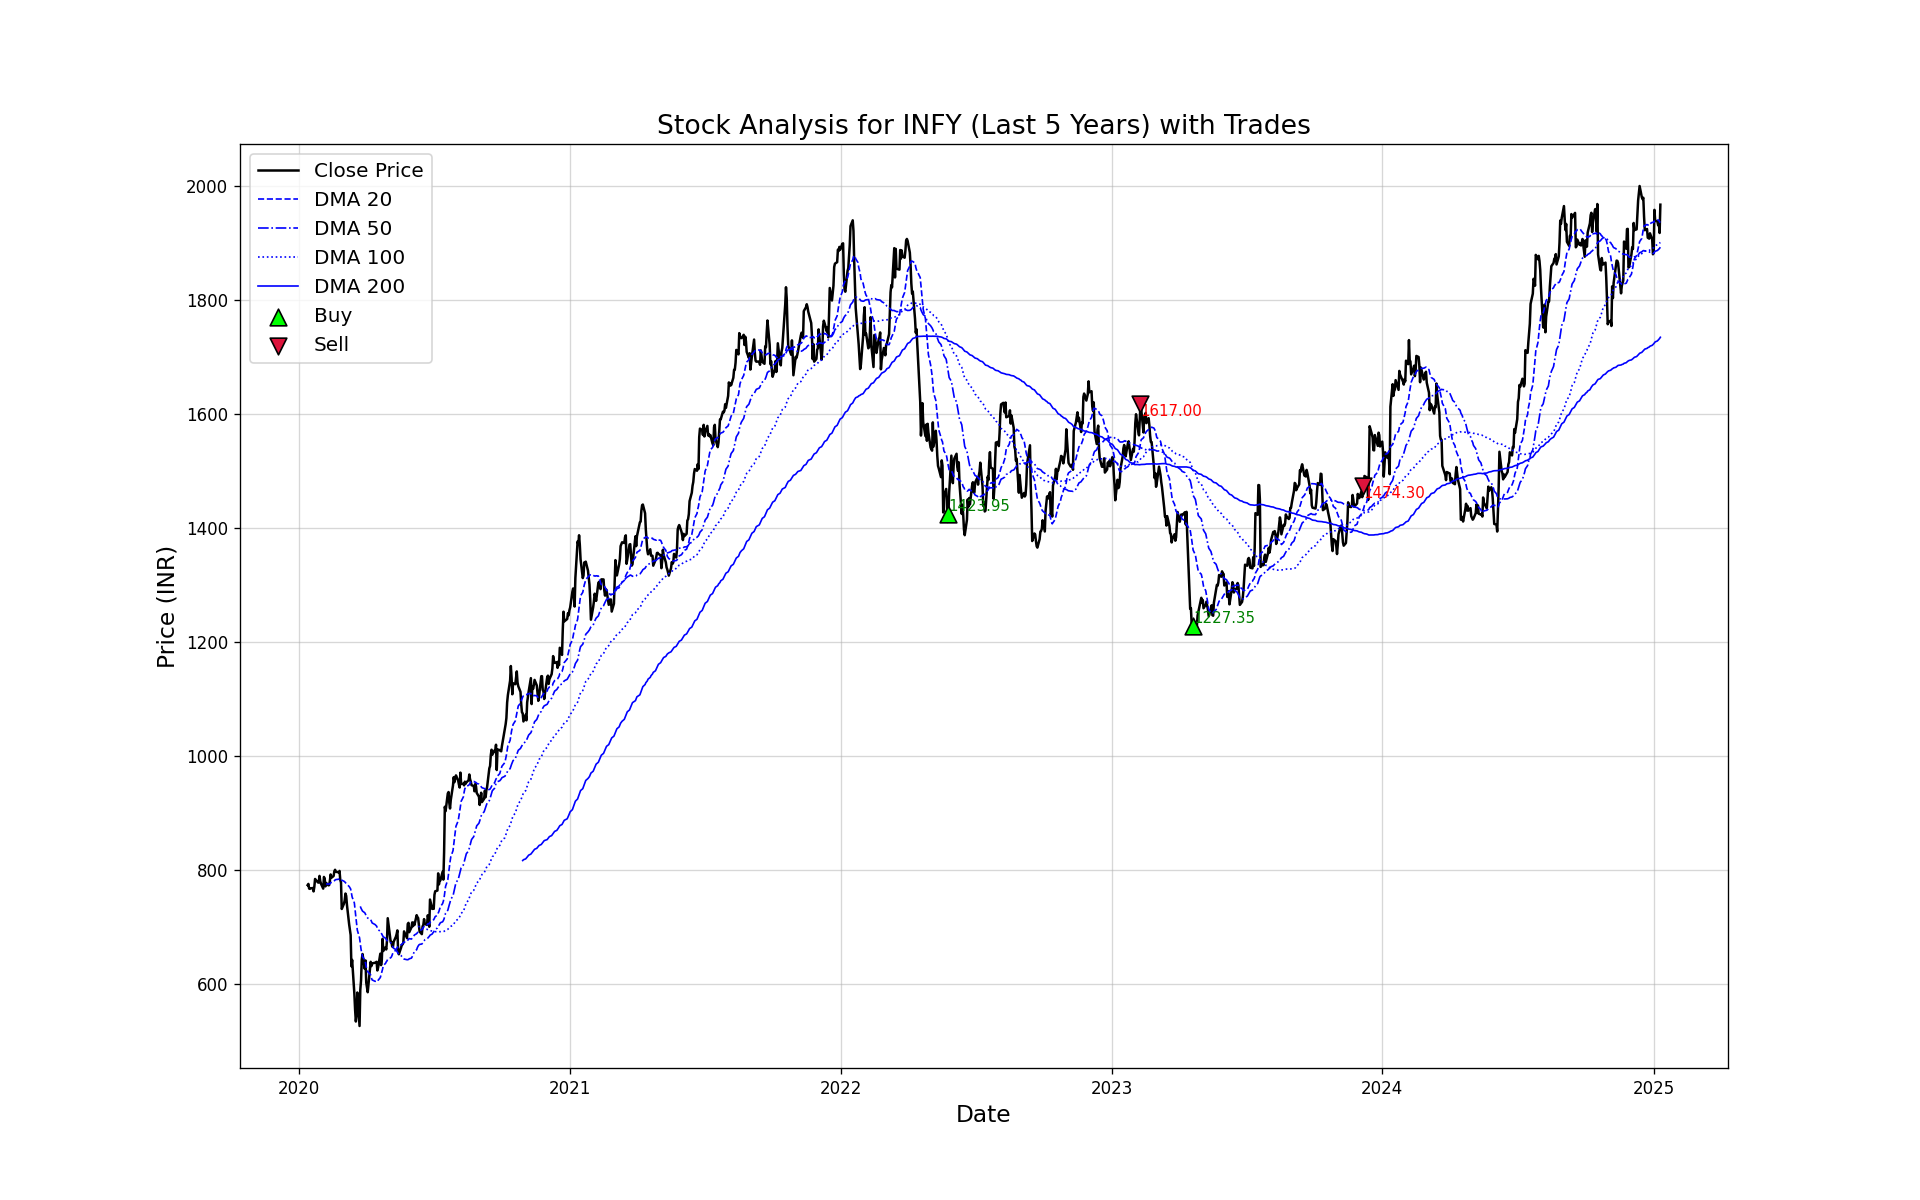 Stock Analysis for INFY (Last 5 Years) with Trades
Close Price
DMA 20
DMA 50
DMA 100
DMA 200
Buy
Sell
2000
1800
1600
1400
1200
1000
800
600
Price (INR)
1617.00
1474.30
1423.95
1227.35
2020
2021
2022
2023
2024
2025
Date